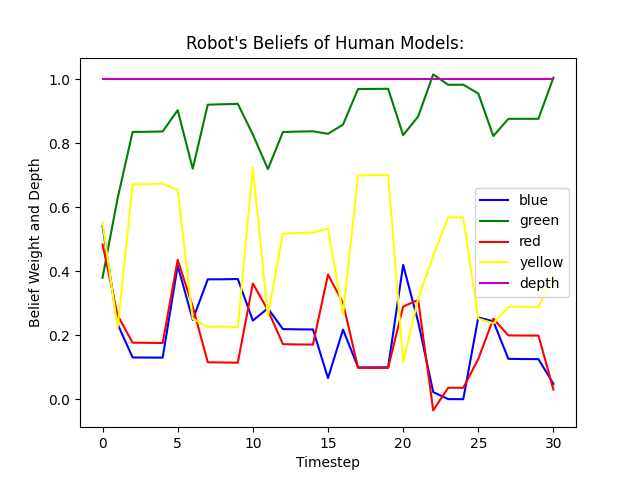 Robot's Beliefs of Human Models:
Belief Weight and Depth
1.0
0.8
0.6
0.4
0.2
0.0
blue
green
red
yellow
depth
0 5 10 15 20 25 30
Timestep